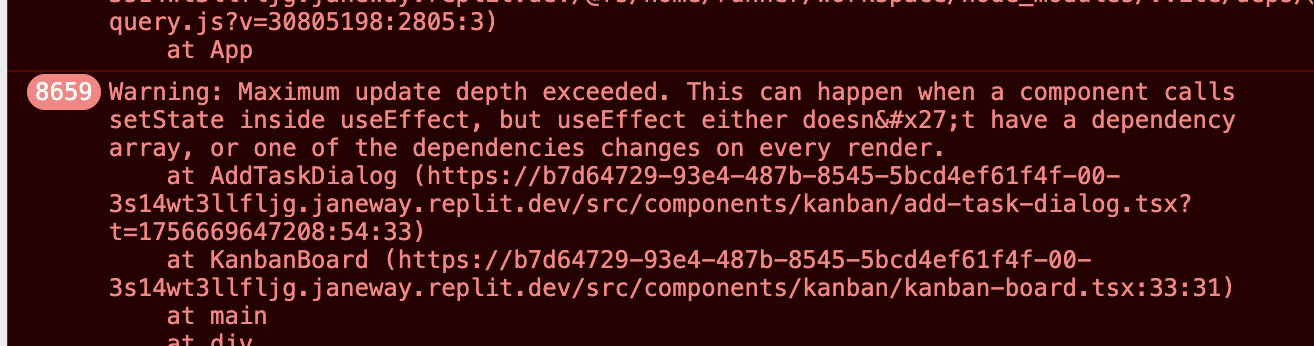 query.js?v=30805198:2805:3)
at App
8659 Warning: Maximum update depth exceeded. This can happen when a component calls
setState inside useEffect, but useEffect either doesn&#x27;t have a dependency
array, or one of the dependencies changes on every render.
at AddTaskDialog (https://b7d64729-93e4-487b-8545-5bcd4ef61f4f-00-
3s14wt3llfljg.janeway.replit.dev/src/components/kanban/add-task-dialog.tsx?
t=1756669647208:54:33)
at KanbanBoard (https://b7d64729-93e4-487b-8545-5bcd4ef61f4f-00-
3s14wt3llfljg.janeway.replit.dev/src/components/kanban/kanban-board.tsx:33:31)
at main
at div